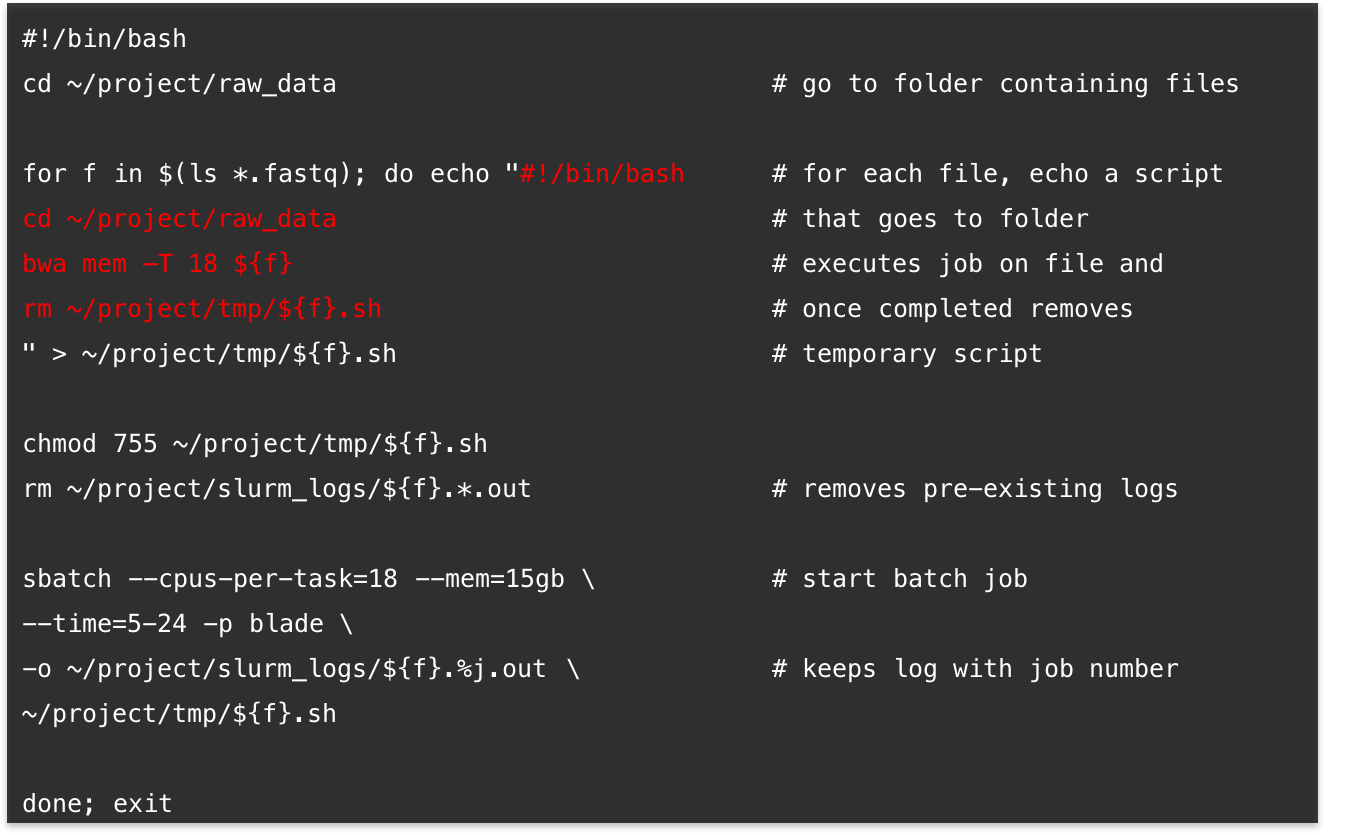 #!/bin/bash
cd ~/project/raw_data # go to folder containing files
for f in $(ls *.fastq); do echo "#!/bin/bash # for each file, echo a script
cd ~/project/raw_data # that goes to folder
bwa mem –T 18 ${f} # executes job on file and
rm ~/project/tmp/${f}.sh # once completed removes
" > ~/project/tmp/${f}.sh # temporary script
chmod 755 ~/project/tmp/${f}.sh
rm ~/project/slurm_logs/${f}.*.out # removes pre-existing logs
sbatch --cpus-per-task=18 --mem=15gb \ # start batch job
--time=5-24 -p blade \
-o ~/project/slurm_logs/${f}.%j.out \ # keeps log with job number
~/project/tmp/${f}.sh
done; exit